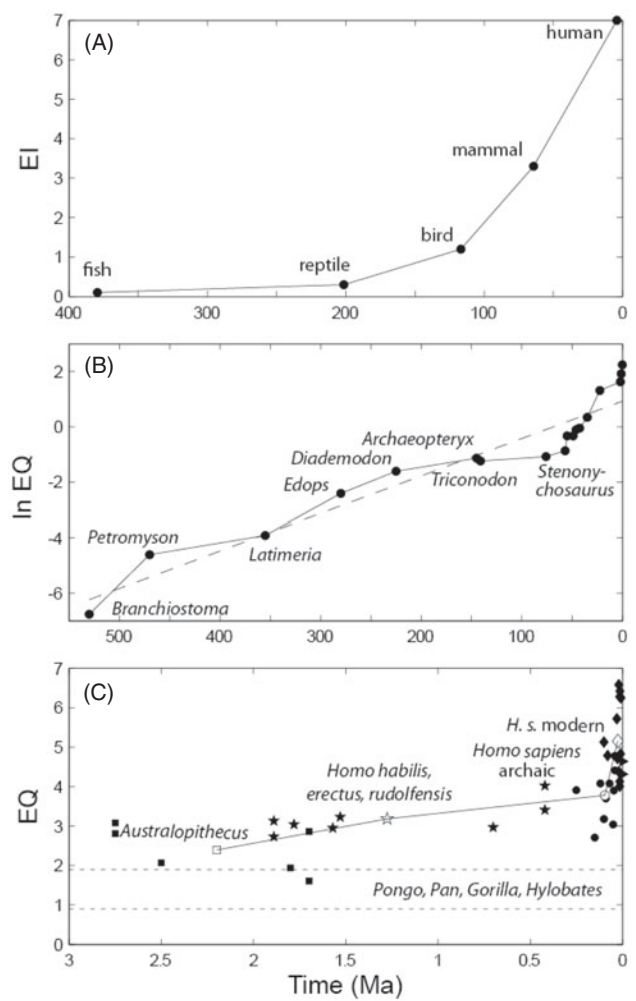 (A)
7
6
5
4
3
2
1
0
EI
human
mammal
bird
reptile
fish
400 300 200 100 0
(B)
2
0
-2
-4
-6
ln EQ
Archaeopteryx
Diademodon
Edops
Triconodon
Stenony-
chosaurus
Petromyson
Latimeria
Branchiostoma
500 400 300 200 100 0
(C)
7
6
5
4
3
2
1
0
EQ
H. s. modern
Homo sapiens
archaic
Homo habilis,
erectus, rudolfensis
Australopithecus
Pongo, Pan, Gorilla, Hylobates
3 2.5 2 1.5 1 0.5 0
Time (Ma)